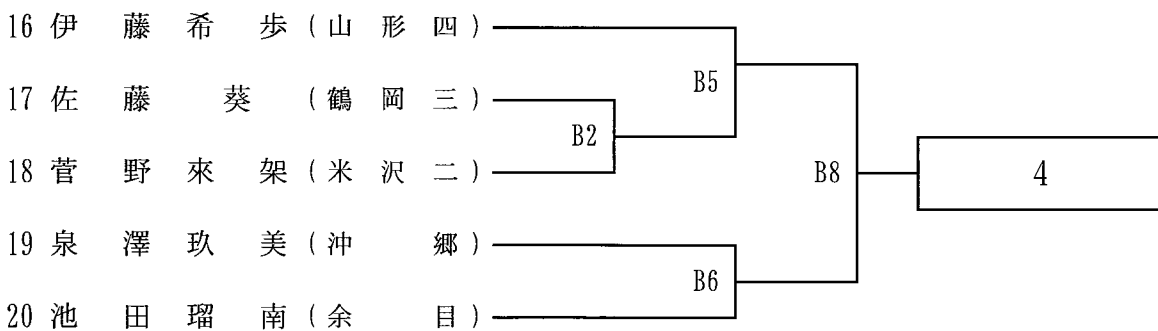 16 伊藤希歩(山形四)
B5
17 佐藤葵(鶴岡三)
B2
18 菅野來架(米沢二)
B8
4
19 泉澤玖美(沖郷)
B6
20 池田瑠南(余目)